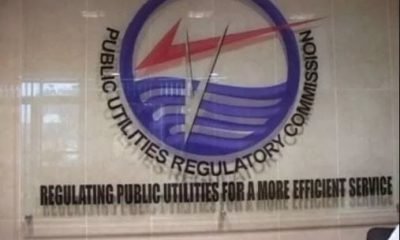 PUBLIC UTILITIES REGULATORY COMMISSION
REGULATING PUBLIC UTILITIES FOR A MORE EFFICIENT SERVICE